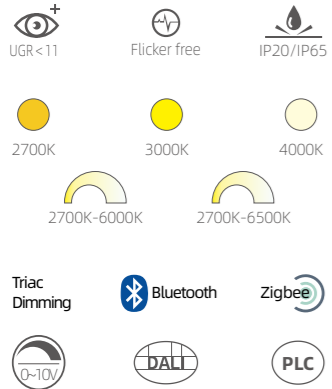 UGR<11
Flicker free
IP20/IP65
2700K
3000K
4000K
2700K-6000K
2700K-6500K
Triac
Dimming
Bluetooth
Zigbee
0~10V
DALI
PLC